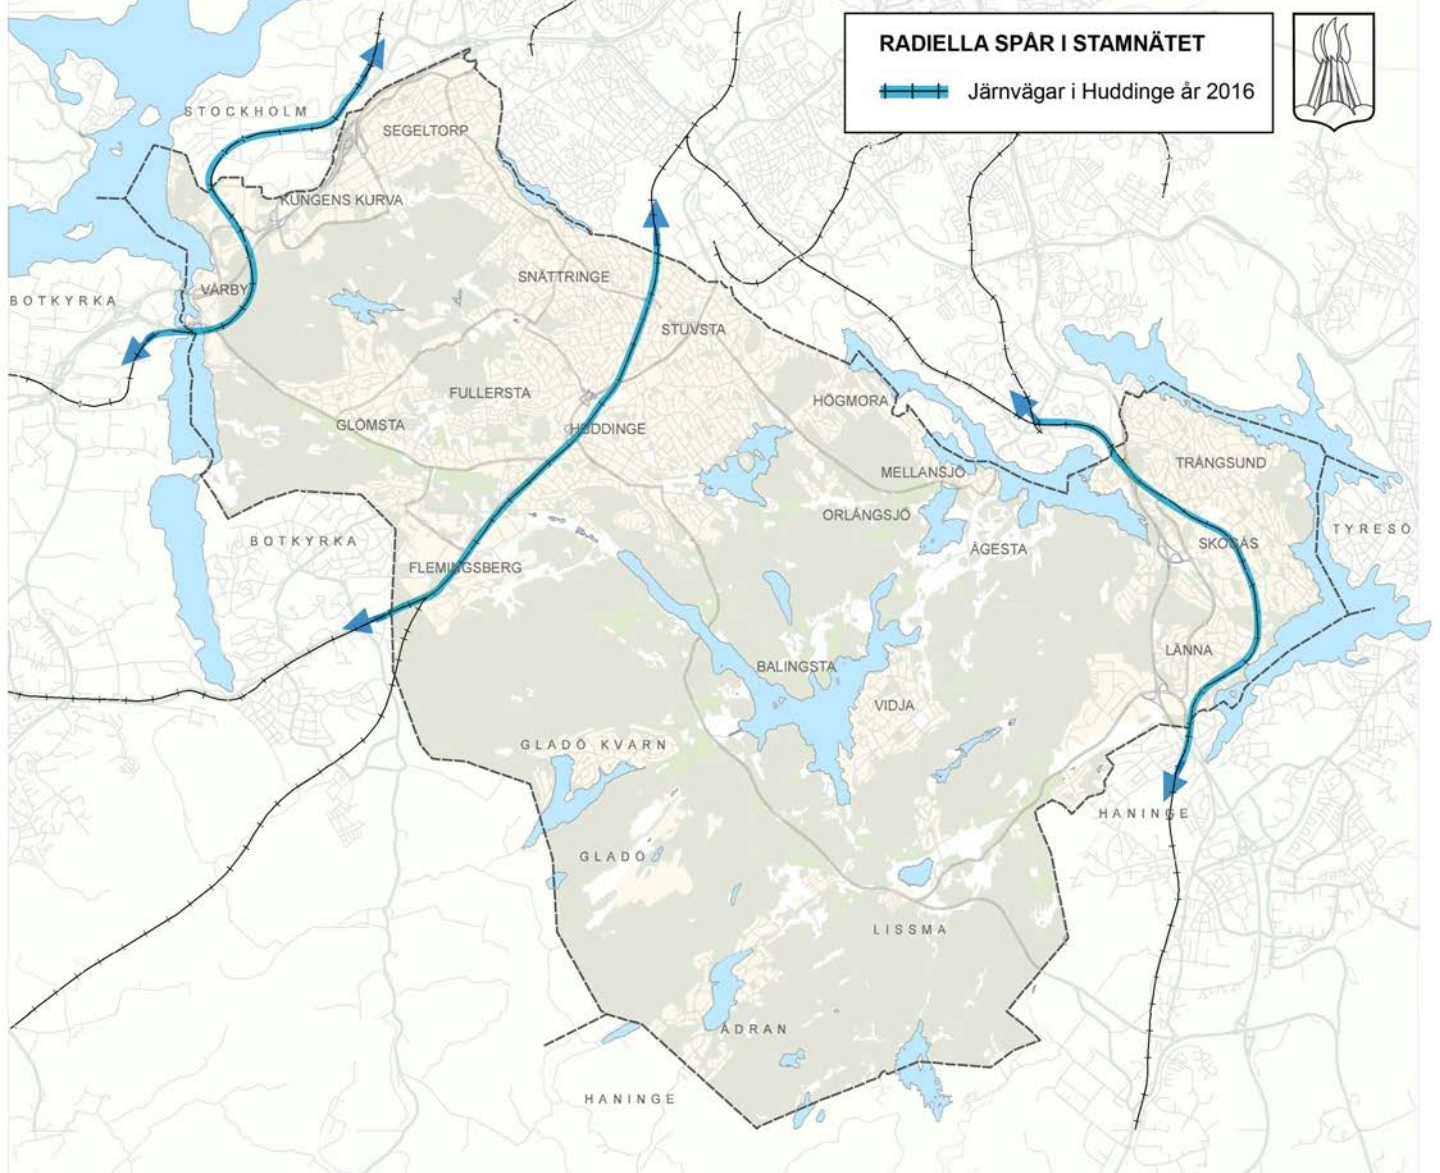 RADIELLA SPÅR I STAMNÄTET
Järnvägar i Huddinge år 2016
STOCKHOLM
SEGELTORP
KUNGENS KURVA
SNÄTTRINGE
VÅRBY
BOTKYRKA
STUVSTA
FULLERSTA
HÖGMORA
GLÖMSTA
HUDDINGE
TRÅNGSUND
MELLANSJÖ
ORLÅNGSJÖ
TYRESÖ
BOTKYRKA
SKOGÅS
ÅGESTA
FLEMINGSBERG
LÄNNA
BALINGSTA
VIDJA
GLADÖ KVARN
HANINGE
GLADÖ
LISSMA
ÅDRAN
HANINGE